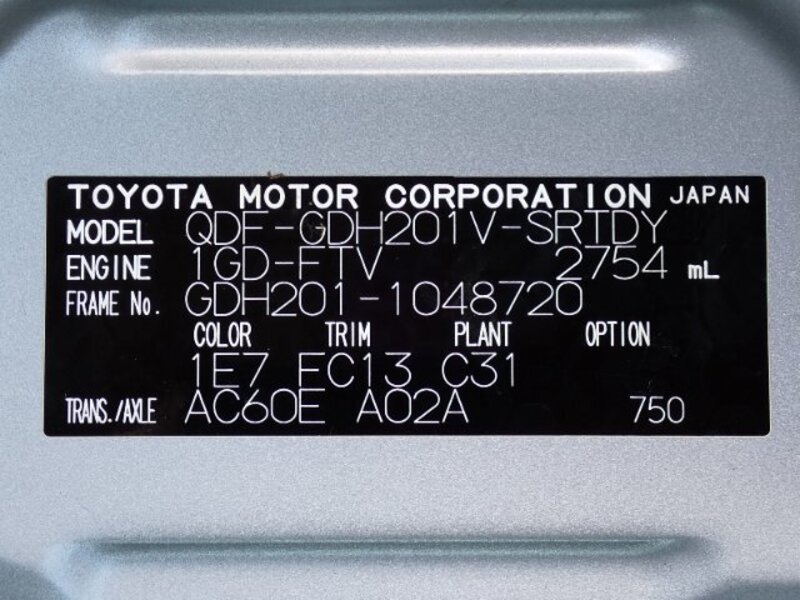 TOYOTA MOTOR CORPORATION JAPAN
MODEL QDF-GDH201V-SRTDY
ENGINE 1GD-FTV 2754 mL
FRAME No. GDH201-1048720
COLOR TRIM PLANT OPTION
1E7 FC13 C31
TRANS./AXLE AC60E A02A 750